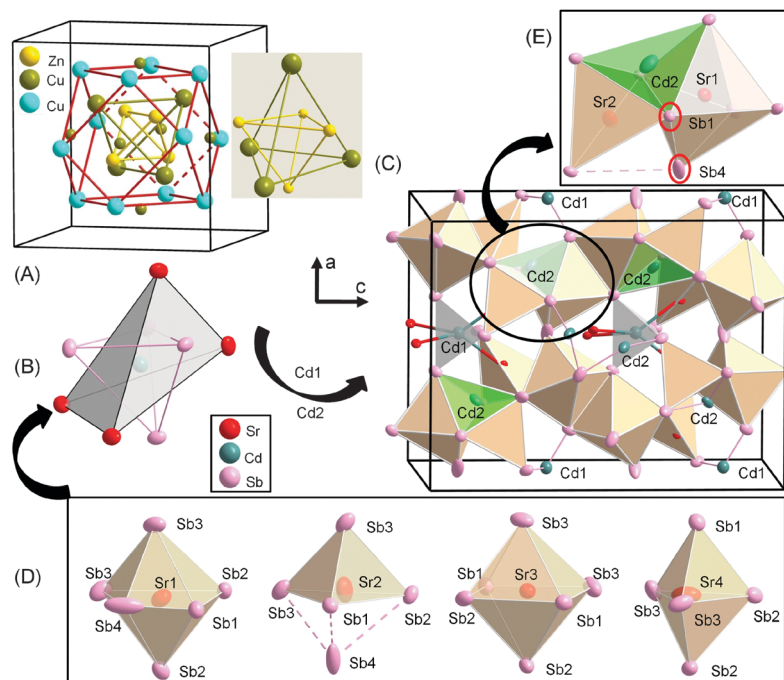 Zn
Cu
Cu
(A)
(B)
Sr
Cd
Sb
a
c
Cd1
Cd2
(C)
Cd1
Cd1
Cd2
Cd2
Cd1
Cd2
Cd2
Cd2
Cd1
Cd1
(E)
Cd2
Sr1
Sr2
Sb1
Sb4
(D)
Sb3
Sb3
Sr1
Sb2
Sb4
Sb1
Sb2
Sb3
Sr2
Sb3
Sb1
Sb2
Sb4
Sb3
Sb1
Sr3
Sb3
Sb2
Sb1
Sb2
Sb1
Sr4
Sb3
Sb3
Sb2